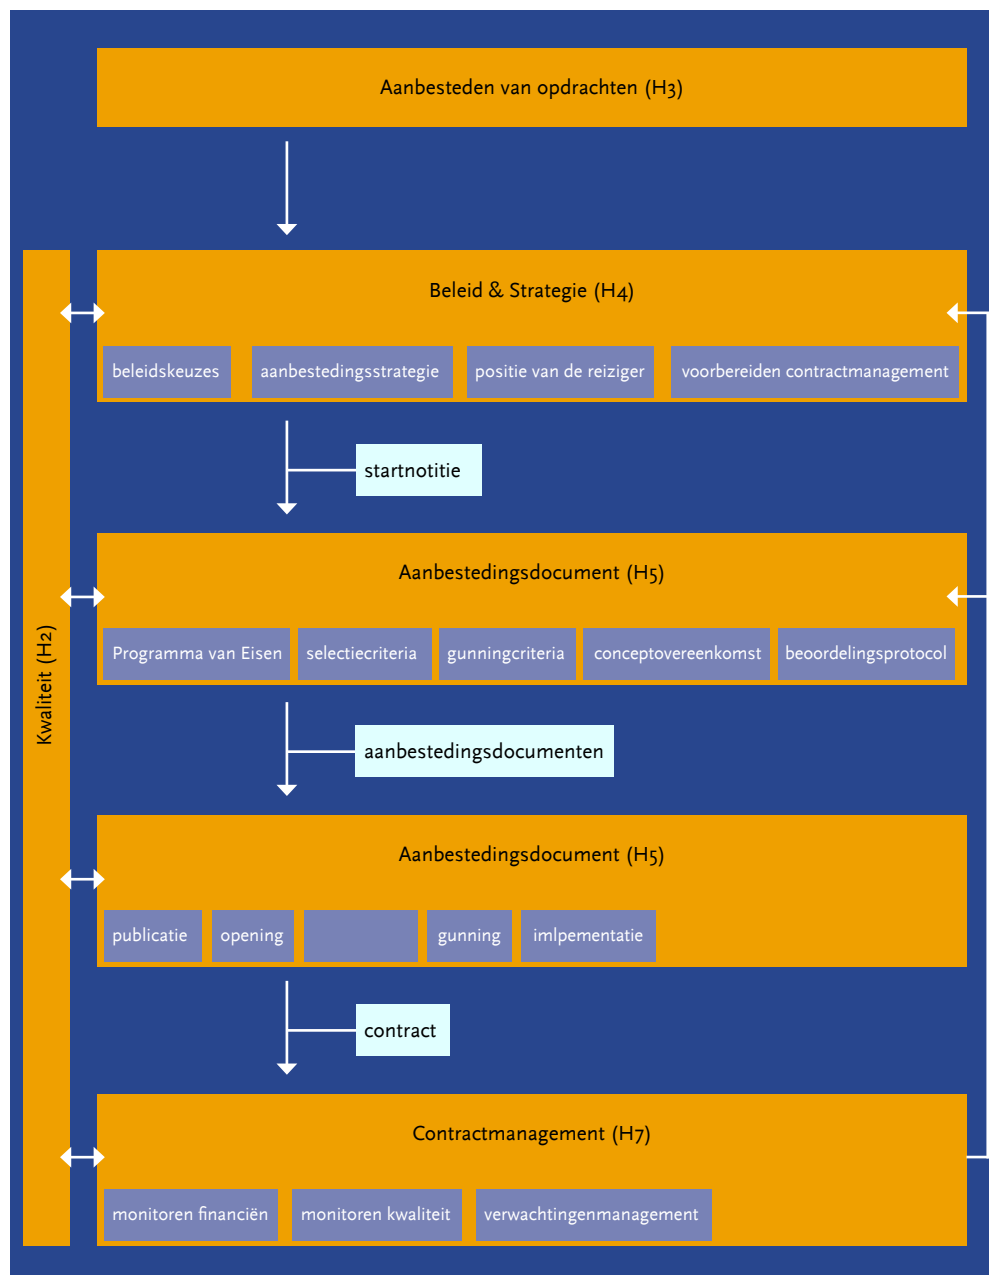 Aanbesteden van opdrachten (H3)
Beleid & Strategie (H4)
beleidskeuzes
aanbestedingsstrategie
positie van de reiziger
voorbereiden contractmanagement
startnotitie
Aanbestedingsdocument (H5)
Programma van Eisen
selectiecriteria
gunningcriteria
conceptovereenkomst
beoordelingsprotocol
Kwaliteit (H2)
aanbestedingsdocumenten
Aanbestedingsdocument (H5)
publicatie
opening
gunning
imlpementatie
contract
Contractmanagement (H7)
monitoren financiën
monitoren kwaliteit
verwachtingenmanagement